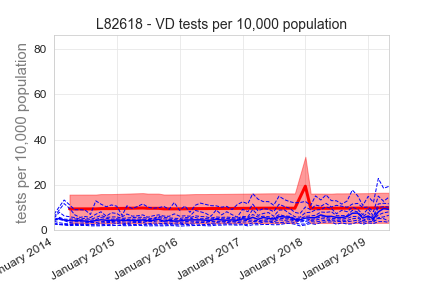 L82618 - VD tests per 10,000 population
tests per 10,000 population
80
60
40
20
0
nuary 2014
January 2015
January 2016
January 2017
January 2018
January 2019